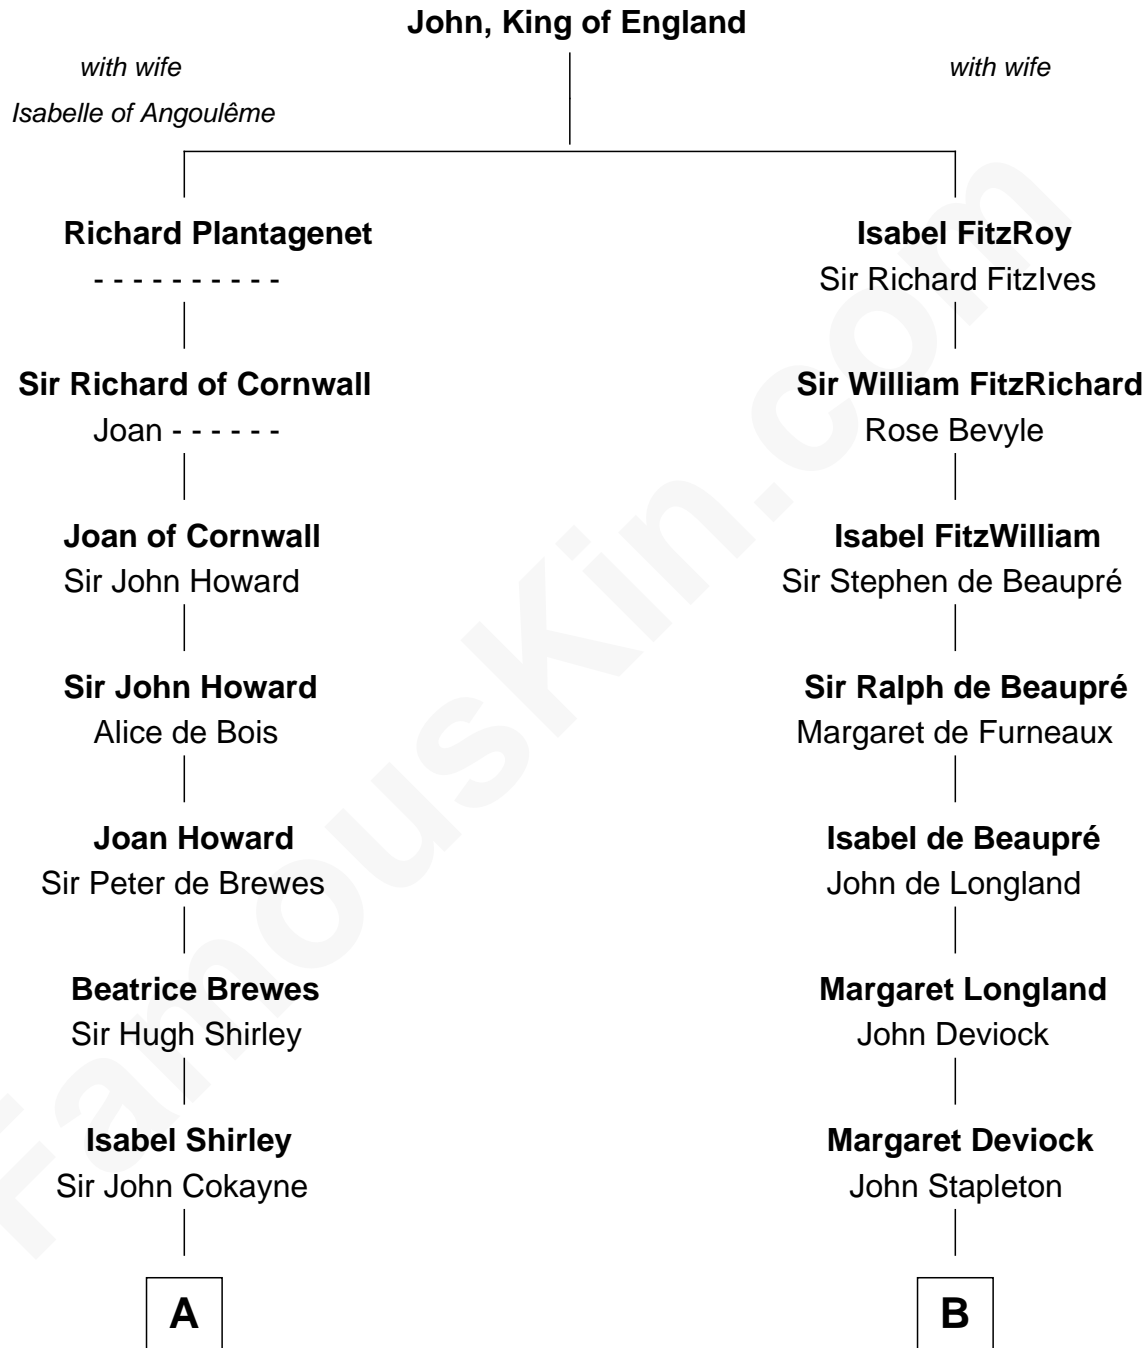 John, King of England
with wife
Isabelle of Angoulême
with wife
Richard Plantagenet
- - - - - - - - - -
Isabel FitzRoy
Sir Richard FitzIves
Sir Richard of Cornwall
Joan - - - - - -
Sir William FitzRichard
Rose Bevyle
Joan of Cornwall
Sir John Howard
Isabel FitzWilliam
Sir Stephen de Beaupré
Sir John Howard
Alice de Bois
Sir Ralph de Beaupré
Margaret de Furneaux
Joan Howard
Sir Peter de Brewes
Isabel de Beaupré
John de Longland
Beatrice Brewes
Sir Hugh Shirley
Margaret Longland
John Deviock
Isabel Shirley
Sir John Cokayne
Margaret Deviock
John Stapleton
A
B
FamousKin.com